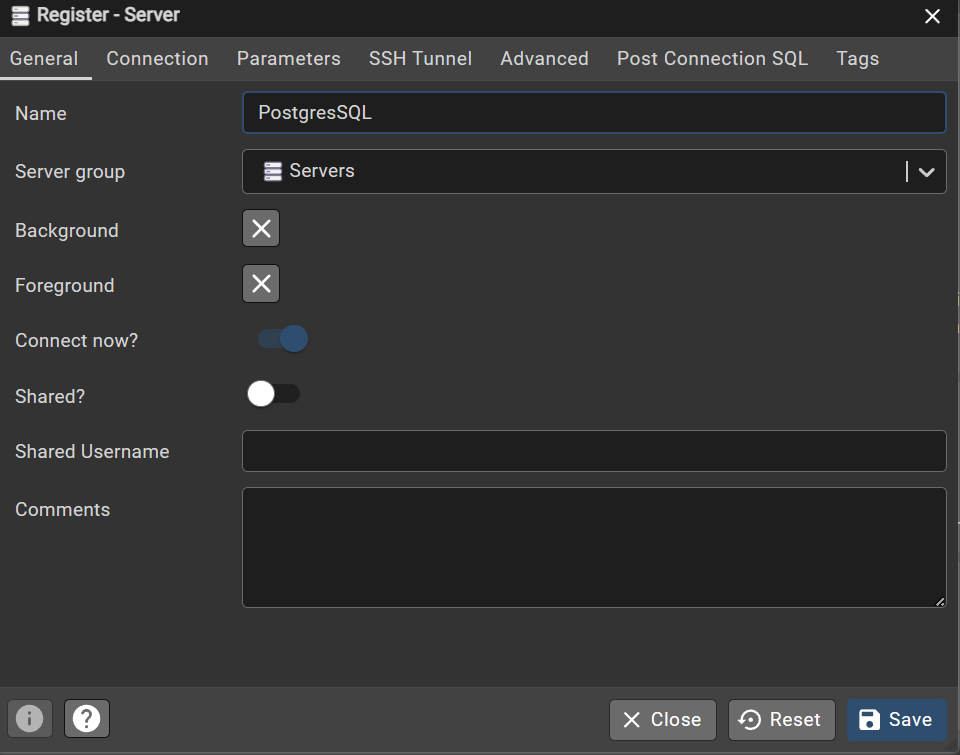 Register - Server
General Connection Parameters SSH Tunnel Advanced Post Connection SQL Tags
Name PostgresSQL
Server group Servers
Background
Foreground
Connect now?
Shared?
Shared Username
Comments
Close Reset Save